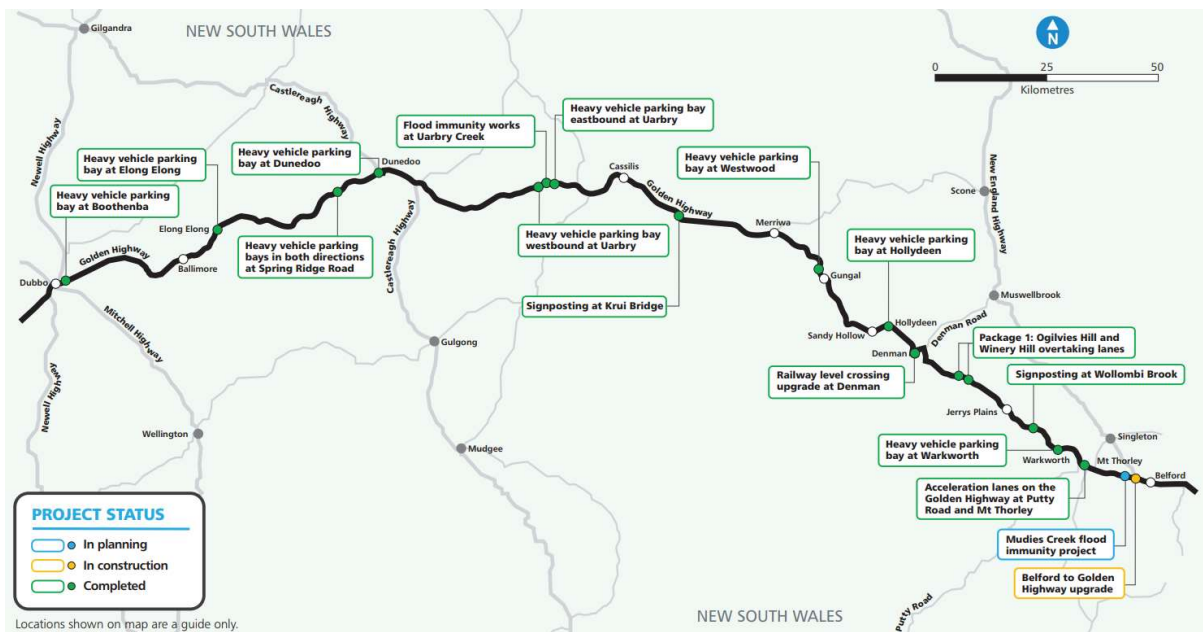 Gilgandra
NEW SOUTH WALES
N
0
25
50
Kilometres
Newell Highway
Castlereagh Highway
New England Highway
Heavy vehicle parking
bay eastbound at Uarbry
Flood immunity works
at Uarbry Creek
Heavy vehicle parking
bay at Dunedoo
Heavy vehicle parking
bay at Elong Elong
Heavy vehicle parking
bay at Boothenba
Dunedoo
Cassilis
Heavy vehicle parking
bay at Westwood
Scone
Golden Highway
Merriwa
Elong Elong
Golden Highway
Ballimore
Dubbo
Heavy vehicle parking
bays in both directions
at Spring Ridge Road
Castlereagh Highway
Heavy vehicle parking bay
westbound at Uarbry
Heavy vehicle parking
bay at Hollydeen
Gungal
Signposting at Krui Bridge
Muswellbrook
Mitchell Highway
Hollydeen
Sandy Hollow
Denman Road
Denman
Gulgong
Package 1: Ogilvies Hill and
Winery Hill overtaking lanes
Railway level crossing
upgrade at Denman
Signposting at Wollombi Brook
Newell Highway
Jerrys Plains
Wellington
Mudgee
Singleton
Heavy vehicle parking
bay at Warkworth
Warkworth
Mt Thorley
Belford
Acceleration lanes on the
Golden Highway at Putty
Road and Mt Thorley
Mudies Creek flood
immunity project
Belford to Golden
Highway upgrade
Putty Road
NEW SOUTH WALES
PROJECT STATUS
In planning
In construction
Completed
Locations shown on map are a guide only.